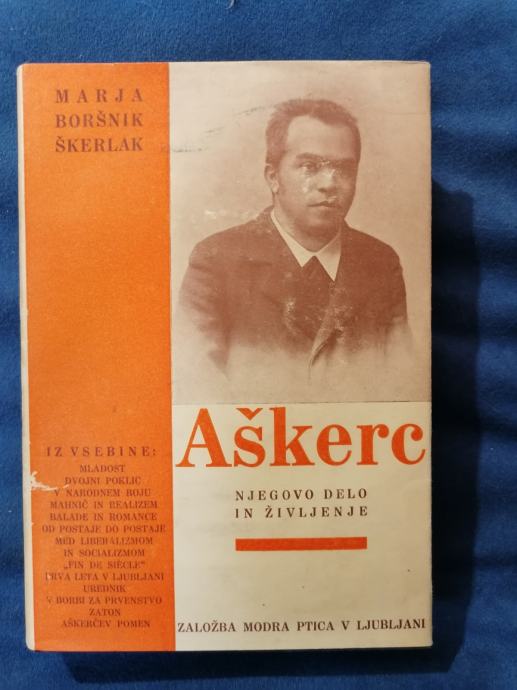 MARJA
BORŠNIK
ŠKERLAK
Aškerc
NJEGOVO DELO
IN ŽIVLJENJE
IZ VSEBINE:
MLADOST
DVOJNI POKLIC
V NARODNEM BOJU
MAHNIČ IN REALIZEM
BALADE IN ROMANCE
OD POSTAJE DO POSTAJE
MED LIBERALIZMOM
IN SOCIALIZMOM
„FIN DE SIÈCLE”
PRVA LETA V LJUBLJANI
UREDNIK
V BORBI ZA PRVENSTVO
ZATON
AŠKERČEV POMEN
ZALOŽBA MODRA PTICA V LJUBLJANI